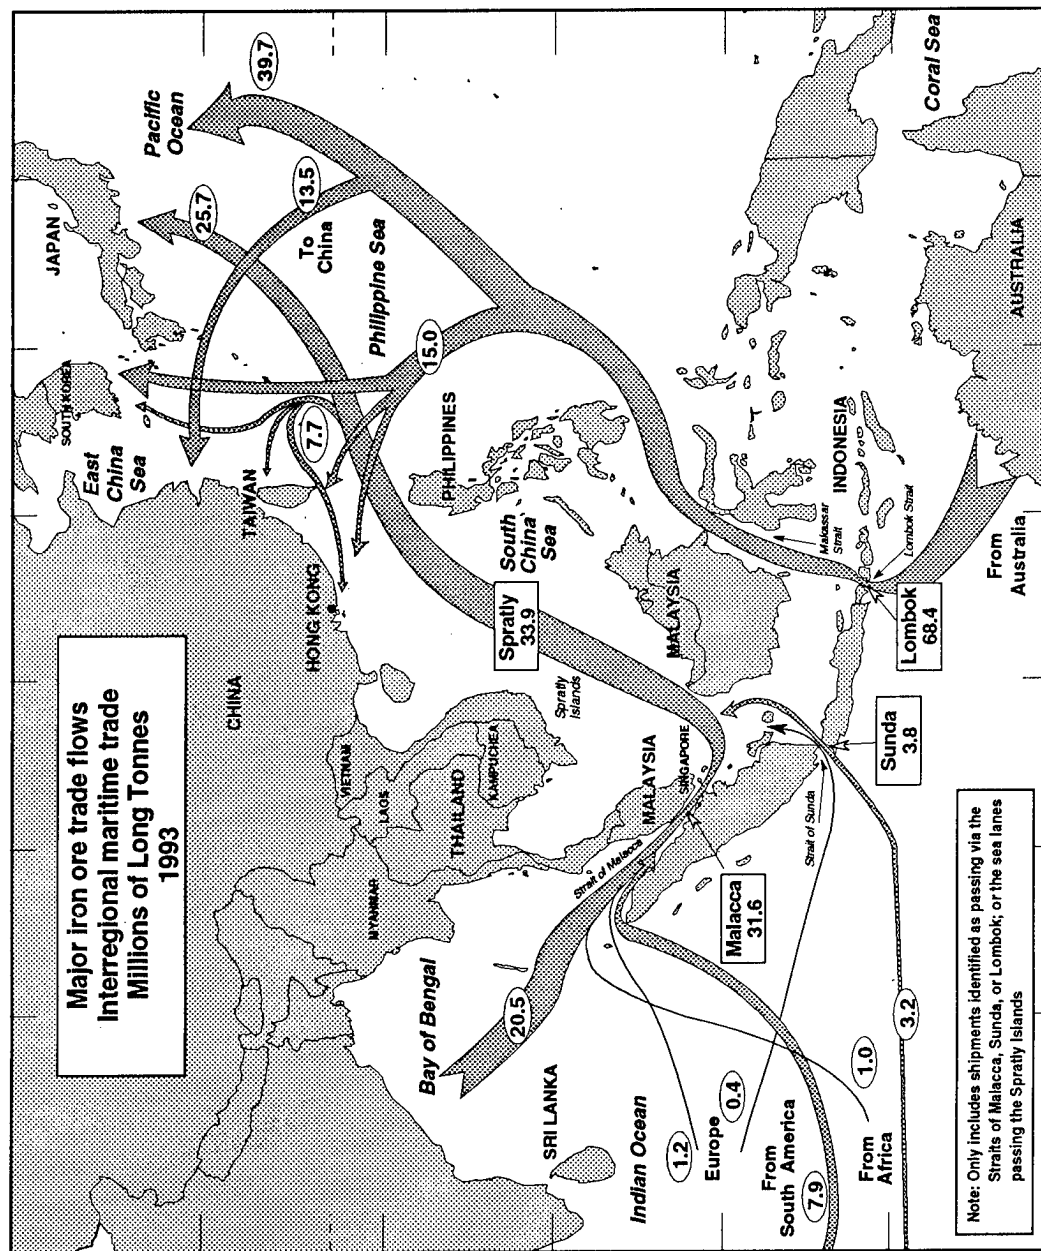 Major iron ore trade flows
Interregional maritime trade
Millions of Long Tonnes
1993
JAPAN
Pacific
Ocean
39.7
25.7
13.5
To
China
SOUTH KOREA
East
China
Sea
Philippine Sea
15.0
7.7
TAIWAN
CHINA
HONG KONG
PHILIPPINES
South
China
Sea
Spratly
33.9
Spratly
Islands
VIETNAM
LAOS
THAILAND
KAMPUCHEA
MYANMAR
MALAYSIA
SINGAPORE
MALAYSIA
Strait of Malacca
Malacca
31.6
Bay of Bengal
20.5
SRI LANKA
Indian Ocean
1.2
Europe
0.4
From
South America
7.9
From
Africa
1.0
3.2
Strait of Sunda
Sunda
3.8
Lombok
68.4
Lombok Strait
Makassar
Strait
INDONESIA
From
Australia
AUSTRALIA
Coral Sea
Note: Only includes shipments identified as passing via the
Straits of Malacca, Sunda, or Lombok; or the sea lanes
passing the Spratly Islands